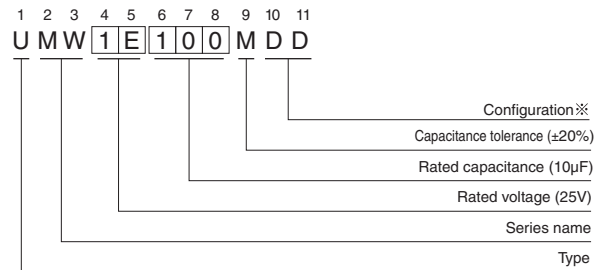 1 2 3 4 5 6 7 8 9 10 11
U M W 1 E 1 0 0 M D D
Configuration※
Capacitance tolerance (±20%)
Rated capacitance (10µF)
Rated voltage (25V)
Series name
Type